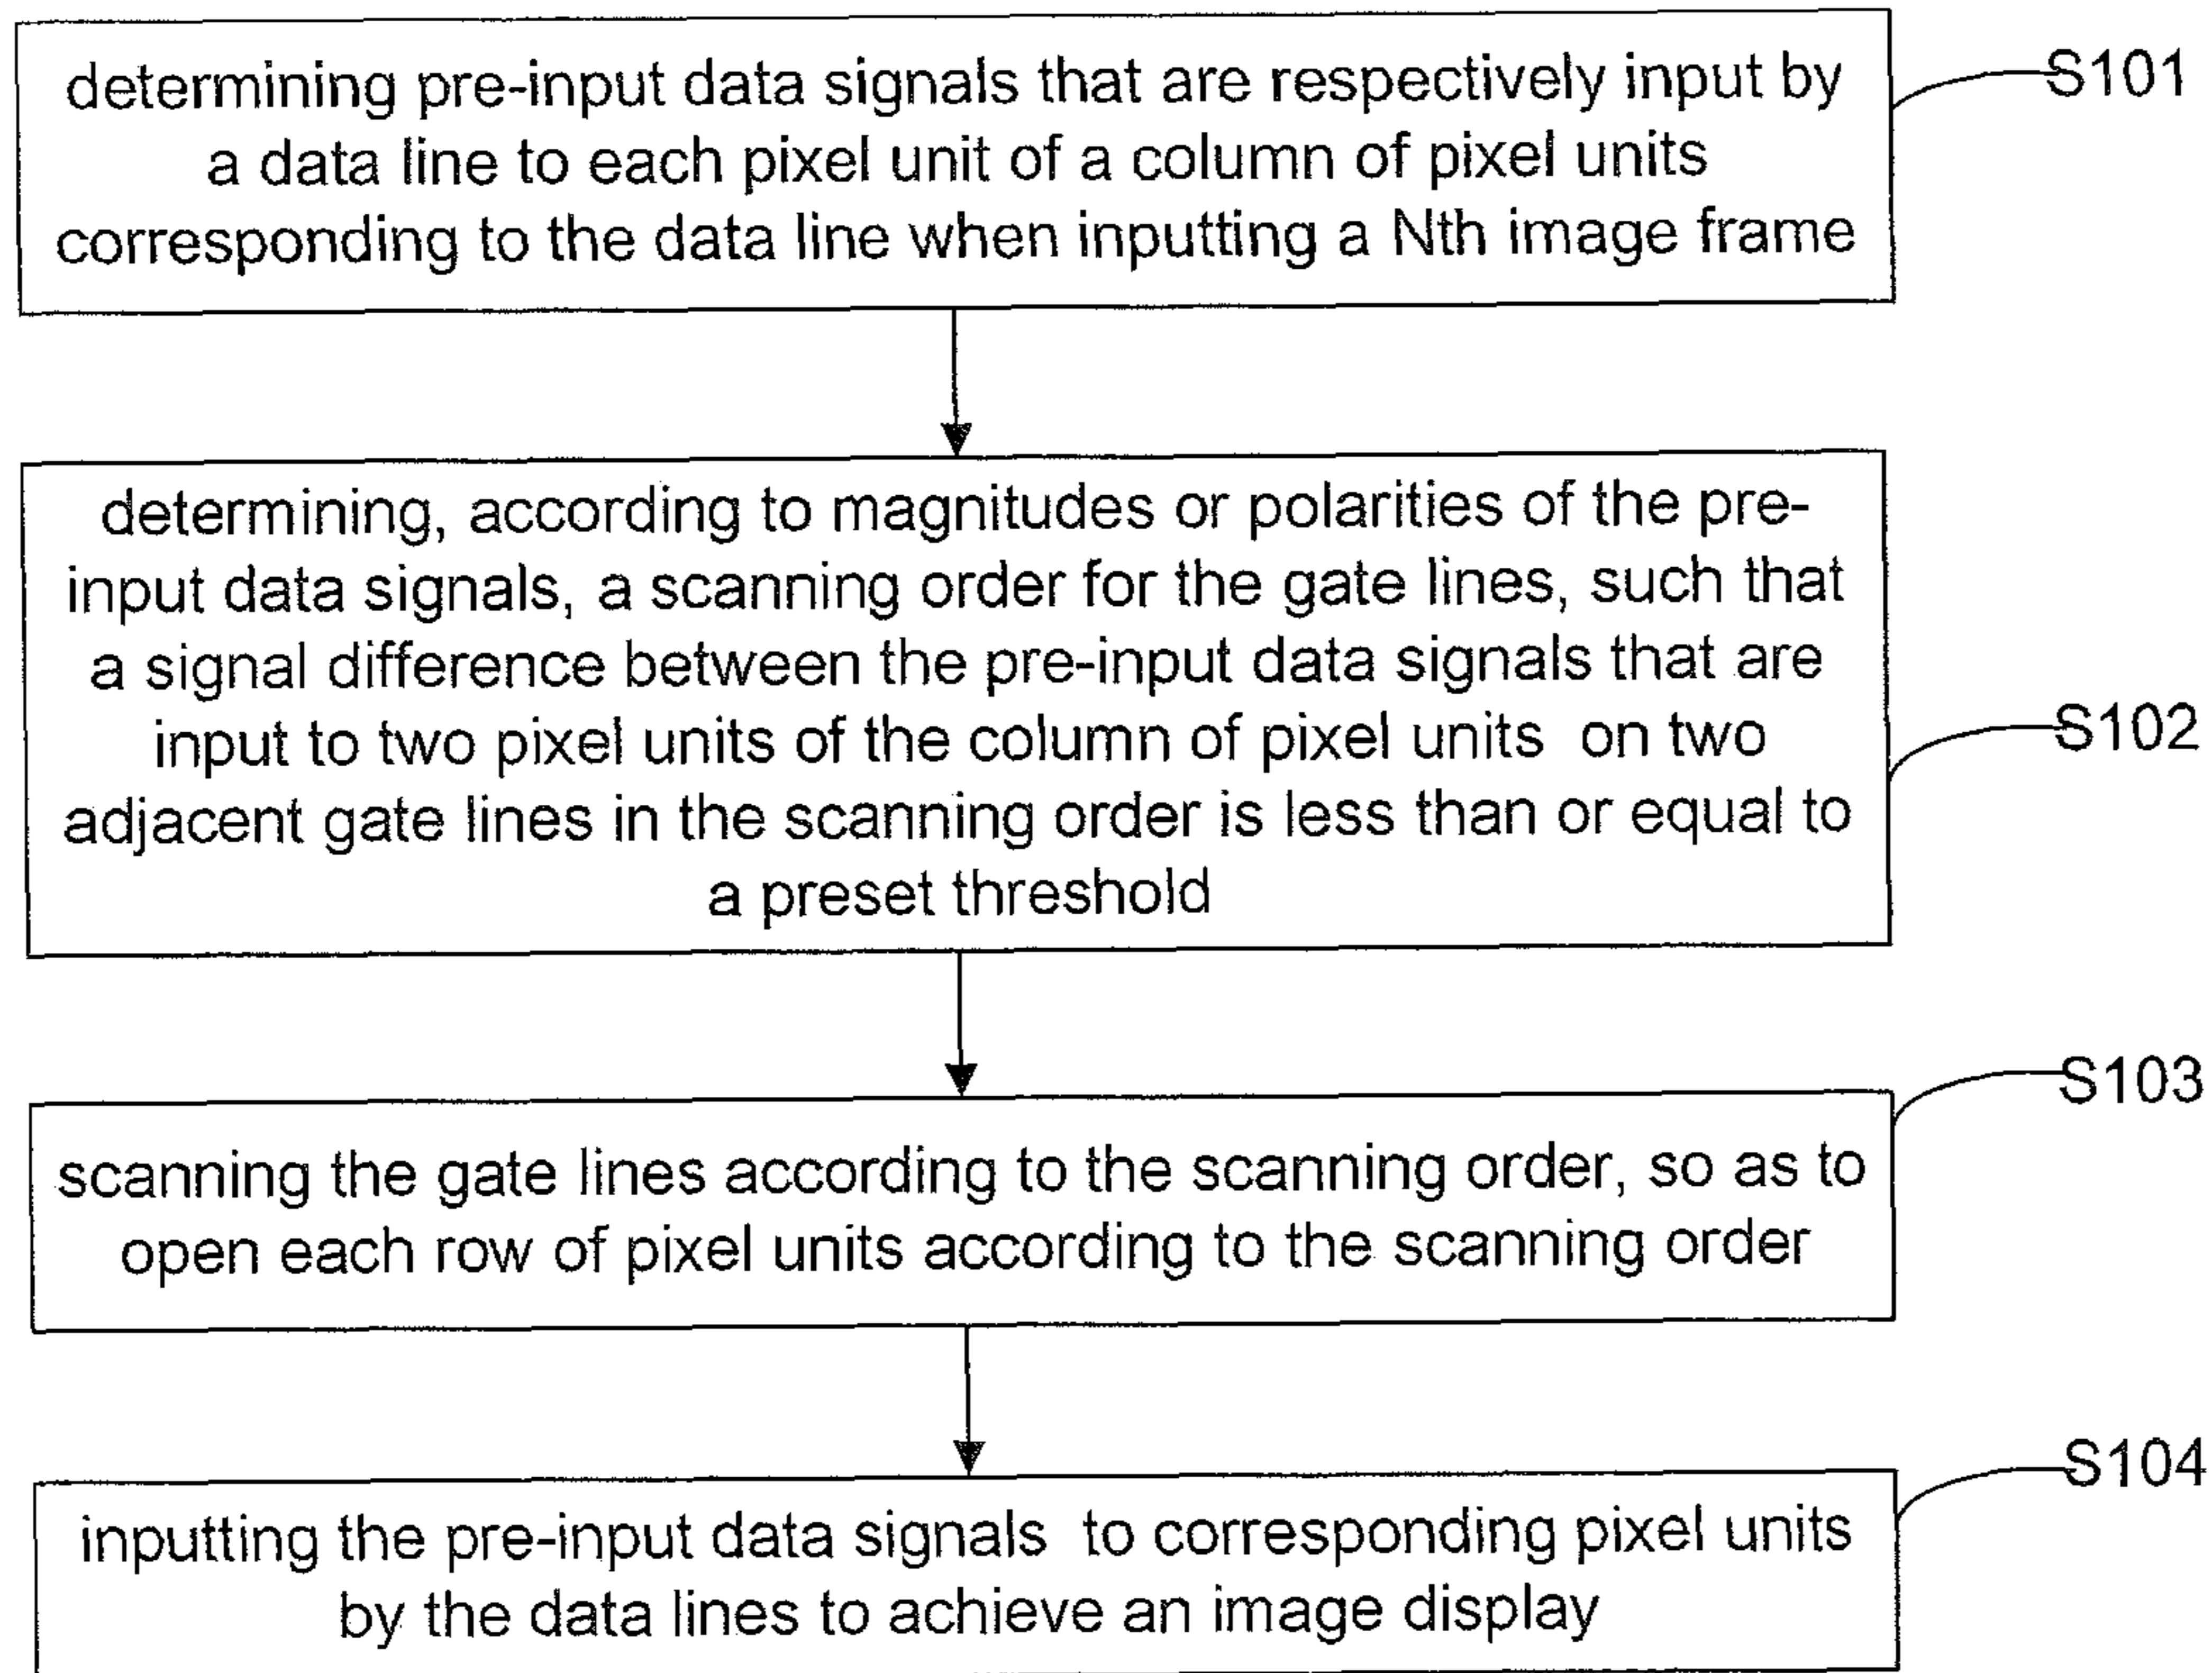 determining pre-input data signals that are respectively input by
a data line to each pixel unit of a column of pixel units
corresponding to the data line when inputting a Nth image frame
S101
determining, according to magnitudes or polarities of the pre-
input data signals, a scanning order for the gate lines, such that
a signal difference between the pre-input data signals that are
input to two pixel units of the column of pixel units on two
adjacent gate lines in the scanning order is less than or equal to
a preset threshold
S102
scanning the gate lines according to the scanning order, so as to
open each row of pixel units according to the scanning order
S103
inputting the pre-input data signals to corresponding pixel units
by the data lines to achieve an image display
S104